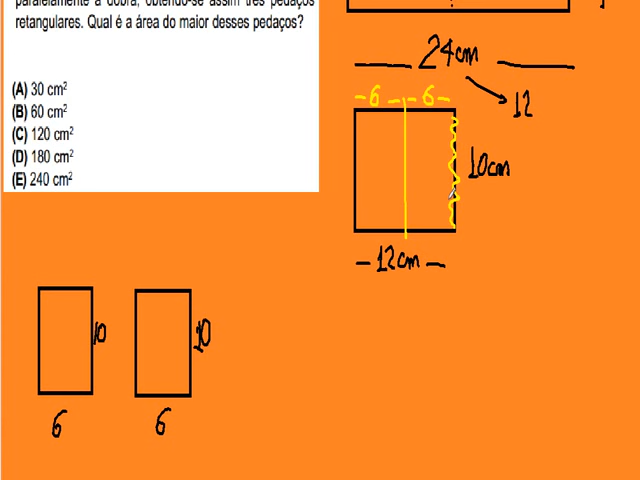 paralelamente à dobra, obtendo-se assim três pedaços
retangulares. Qual é a área do maior desses pedaços?
(A) 30 cm²
(B) 60 cm²
(C) 120 cm²
(D) 180 cm²
(E) 240 cm²
24cm
6 6
12
10cm
12cm
10 10
6 6